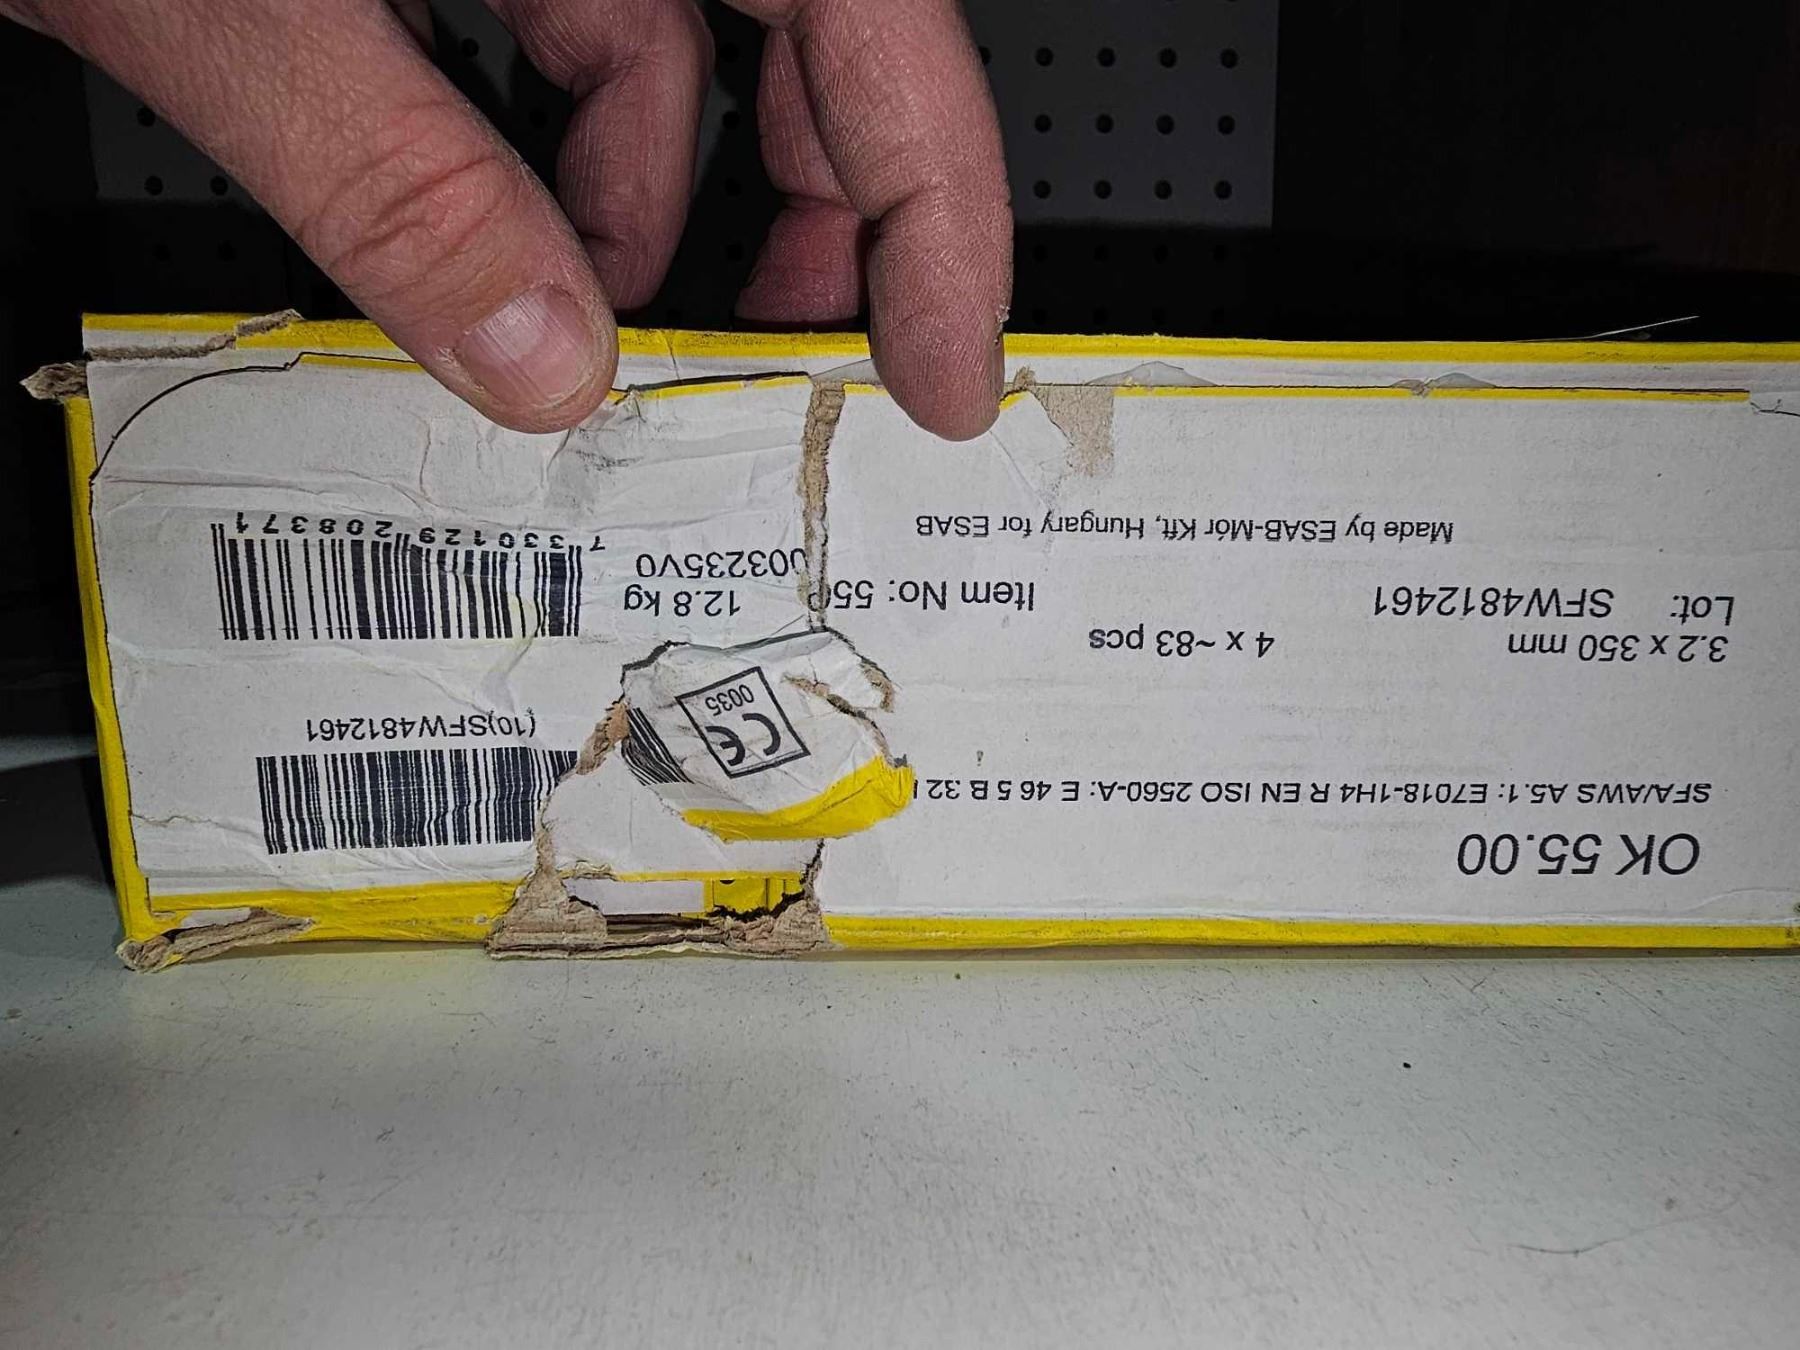 OK 55.00
SFA/AWS A5.1: E7018-1H4 R EN ISO 2560-A: E 46 5 B 32
3.2 x 350 mm 4 x ~83 pcs 12.8 kg
Lot: SFW4812461 Item No: 55 003235V0
Made by ESAB-Mór Kft, Hungary for ESAB
CE
0035
(10)SFW4812461
7 330129 208371